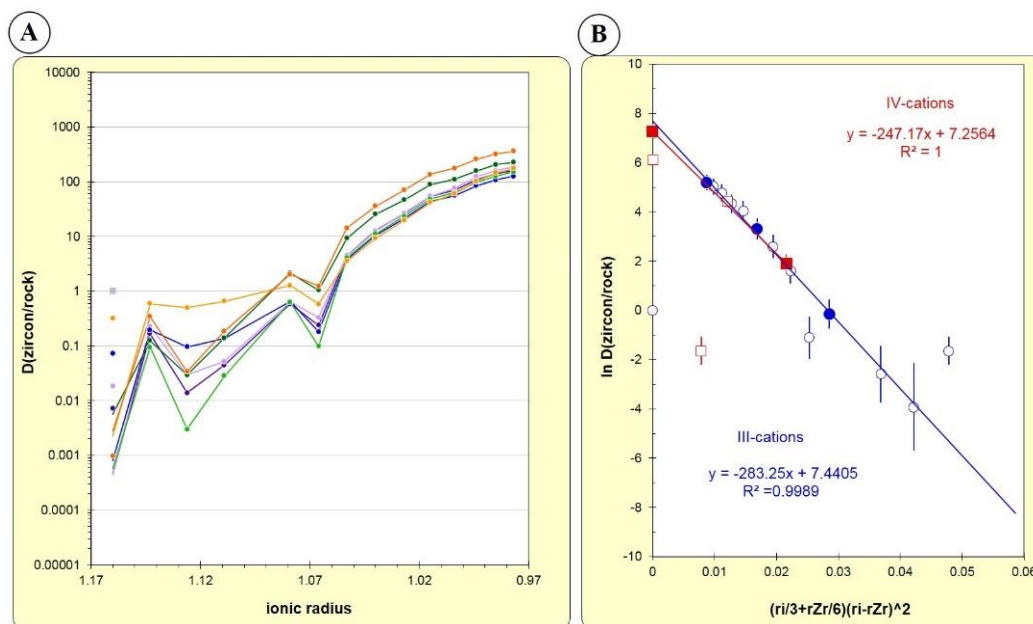 A
D(zircon/rock)
10000
1000
100
10
1
0.1
0.01
0.001
0.0001
0.00001
1.17
1.12
1.07
1.02
0.97
ionic radius
B
ln D(zircon/rock)
10
8
6
4
2
0
-2
-4
-6
-8
-10
IV-cations
y = -247.17x + 7.2564
R² = 1
III-cations
y = -283.25x + 7.4405
R² =0.9989
0
0.01
0.02
0.03
0.04
0.05
0.06
(ri/3+rZr/6)(ri-rZr)^2